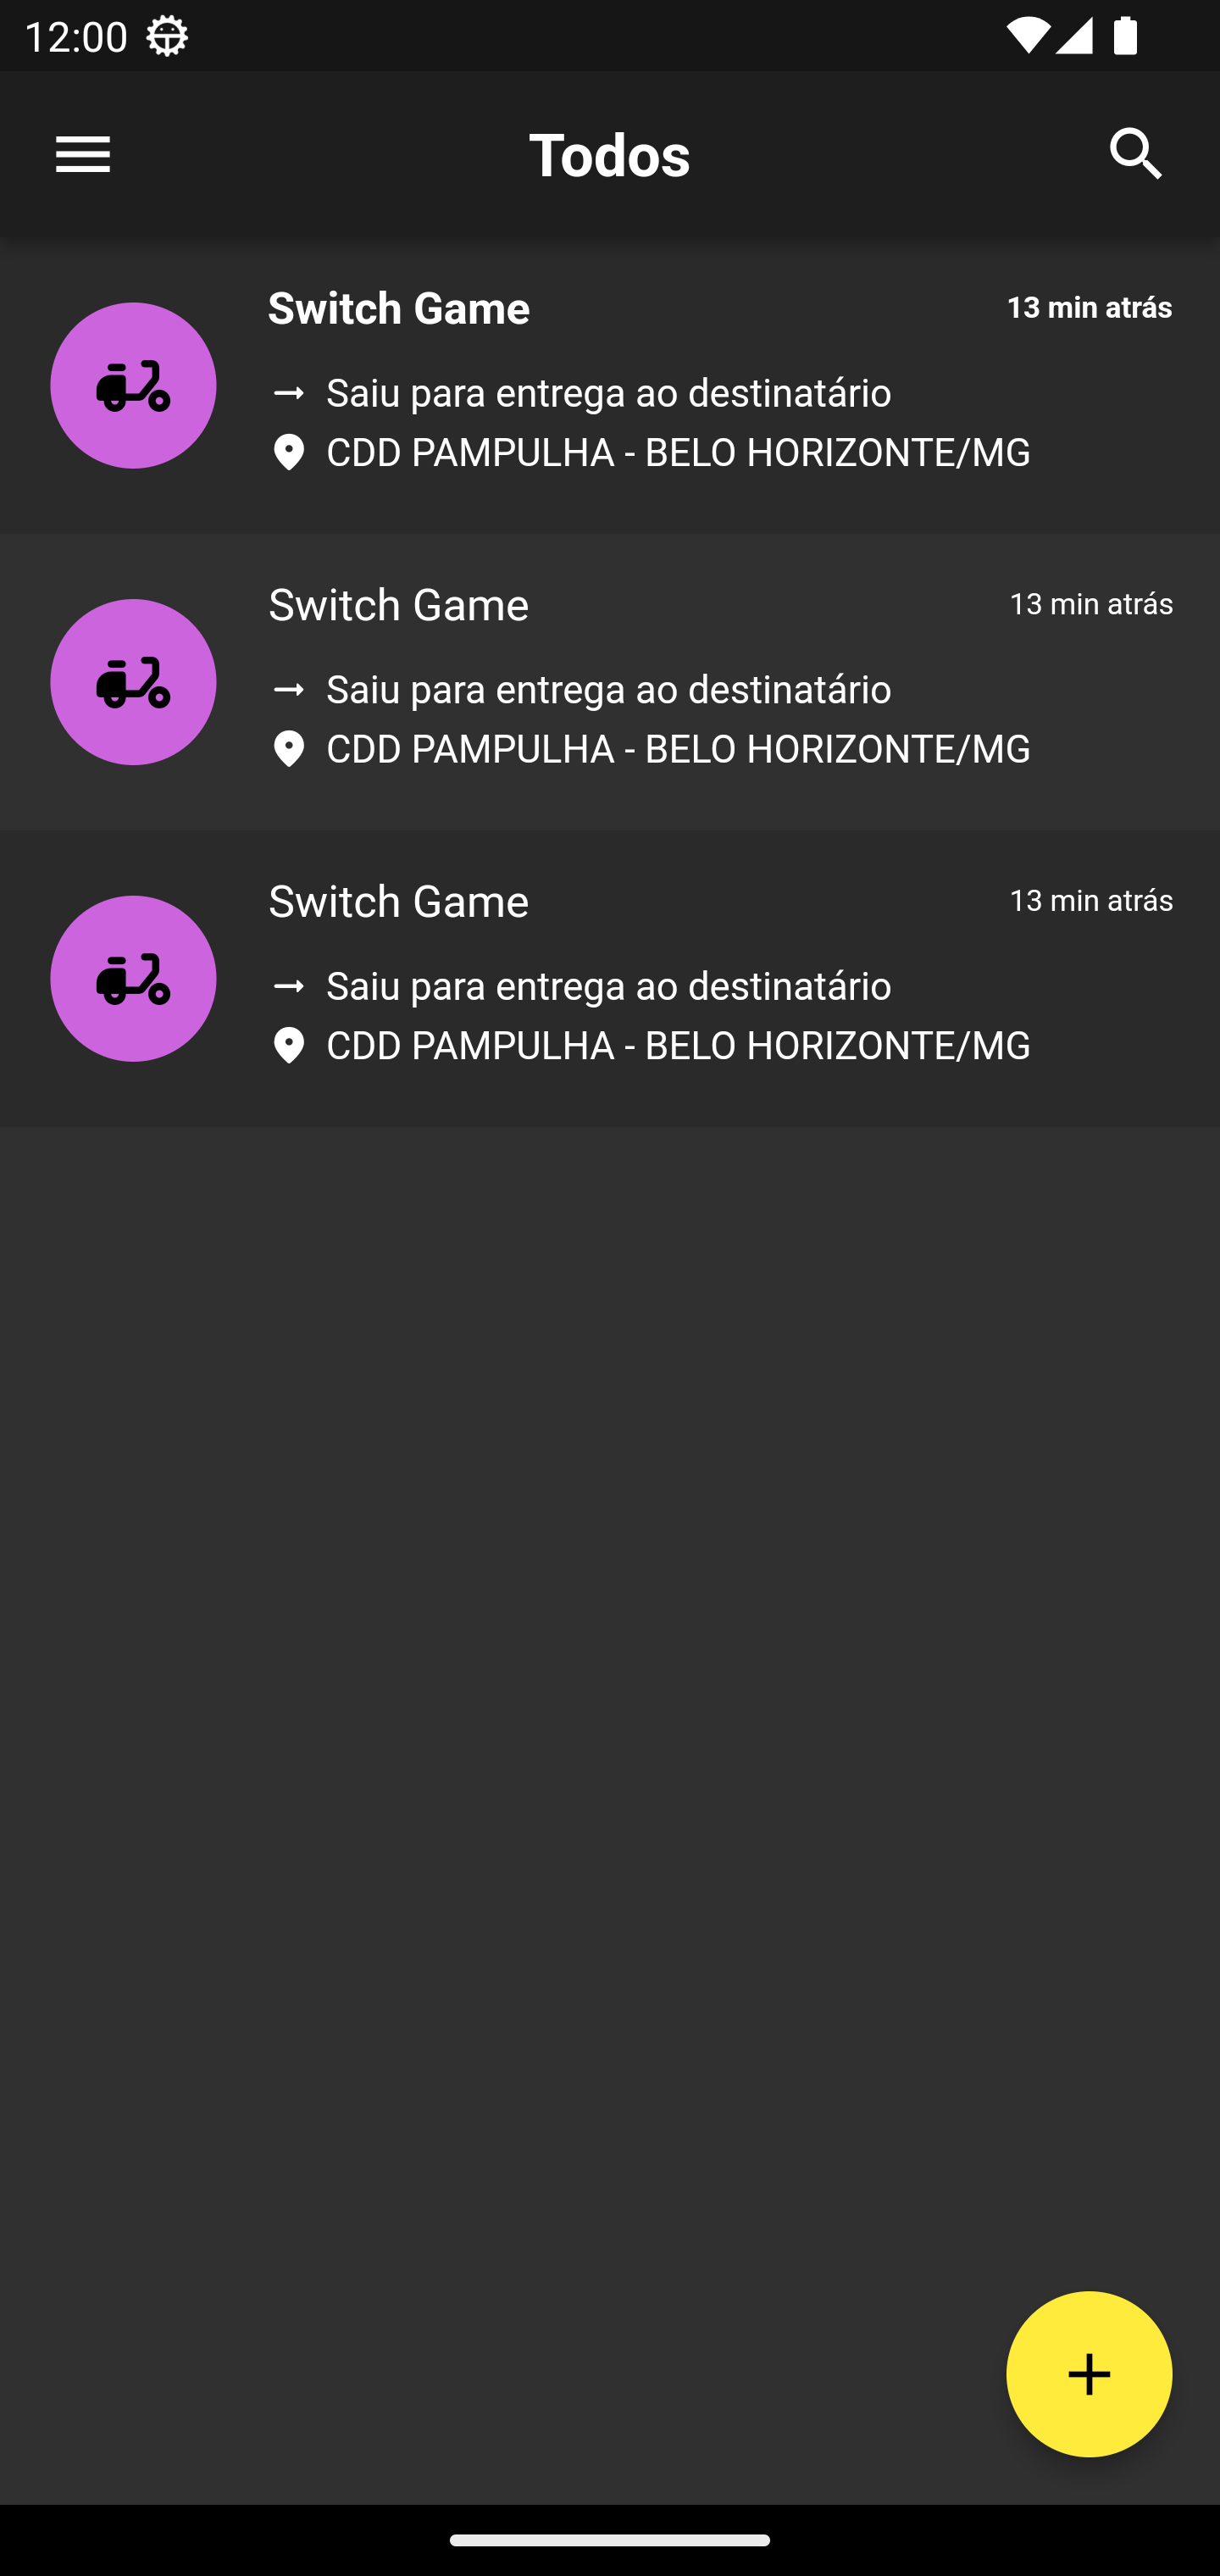 12:00
Todos
Switch Game
13 min atrás
Saiu para entrega ao destinatário
CDD PAMPULHA - BELO HORIZONTE/MG
Switch Game
13 min atrás
Saiu para entrega ao destinatário
CDD PAMPULHA - BELO HORIZONTE/MG
Switch Game
13 min atrás
Saiu para entrega ao destinatário
CDD PAMPULHA - BELO HORIZONTE/MG